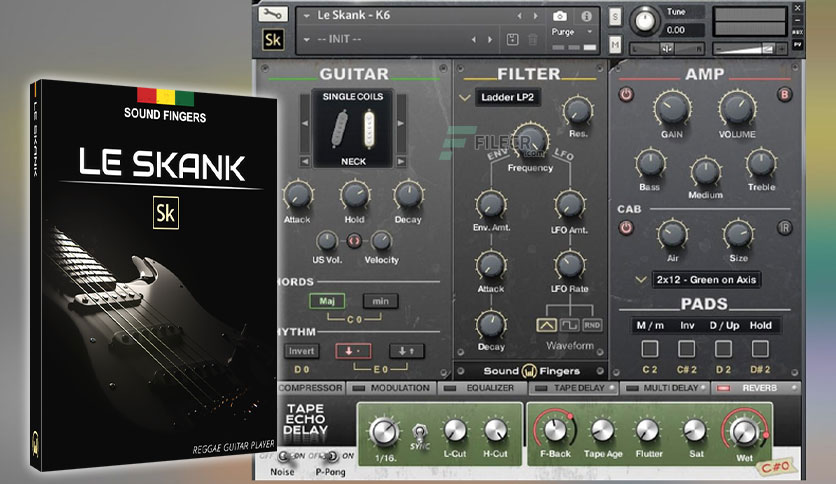 LE SKANK
SOUND FINGERS
LE SKANK
Sk
REGGAE GUITAR PLAYER
Le Skank - K6
Purge
S
Tune
0.00
M
AUX
PV
Sk
-- INIT --
GUITAR
SINGLE COILS
NECK
Attack
Hold
Decay
US Vol.
Velocity
HORDS
Maj
min
C 0
HYTHM
Invert
D 0
E 0
FILTER
Ladder LP2
Res.
ENV
LFO
Frequency
FILECR
.com
Env. Amt.
LFO Amt.
Attack
LFO Rate
Decay
RND
Waveform
Sound Fingers
AMP
B
GAIN
VOLUME
Bass
Medium
Treble
CAB
IR
Air
Size
2x12 - Green on Axis
PADS
M / m Inv D / Up Hold
C 2 C# 2 D 2 D# 2
COMPRESSOR MODULATION EQUALIZER TAPE DELAY MULTI DELAY REVERB
TAPE
ECHO
DELAY
OFF ON OFF ON
Noise P-Pong
1/16. SYNC L-Cut H-Cut
F-Back Tape Age Flutter Sat Wet
C#0